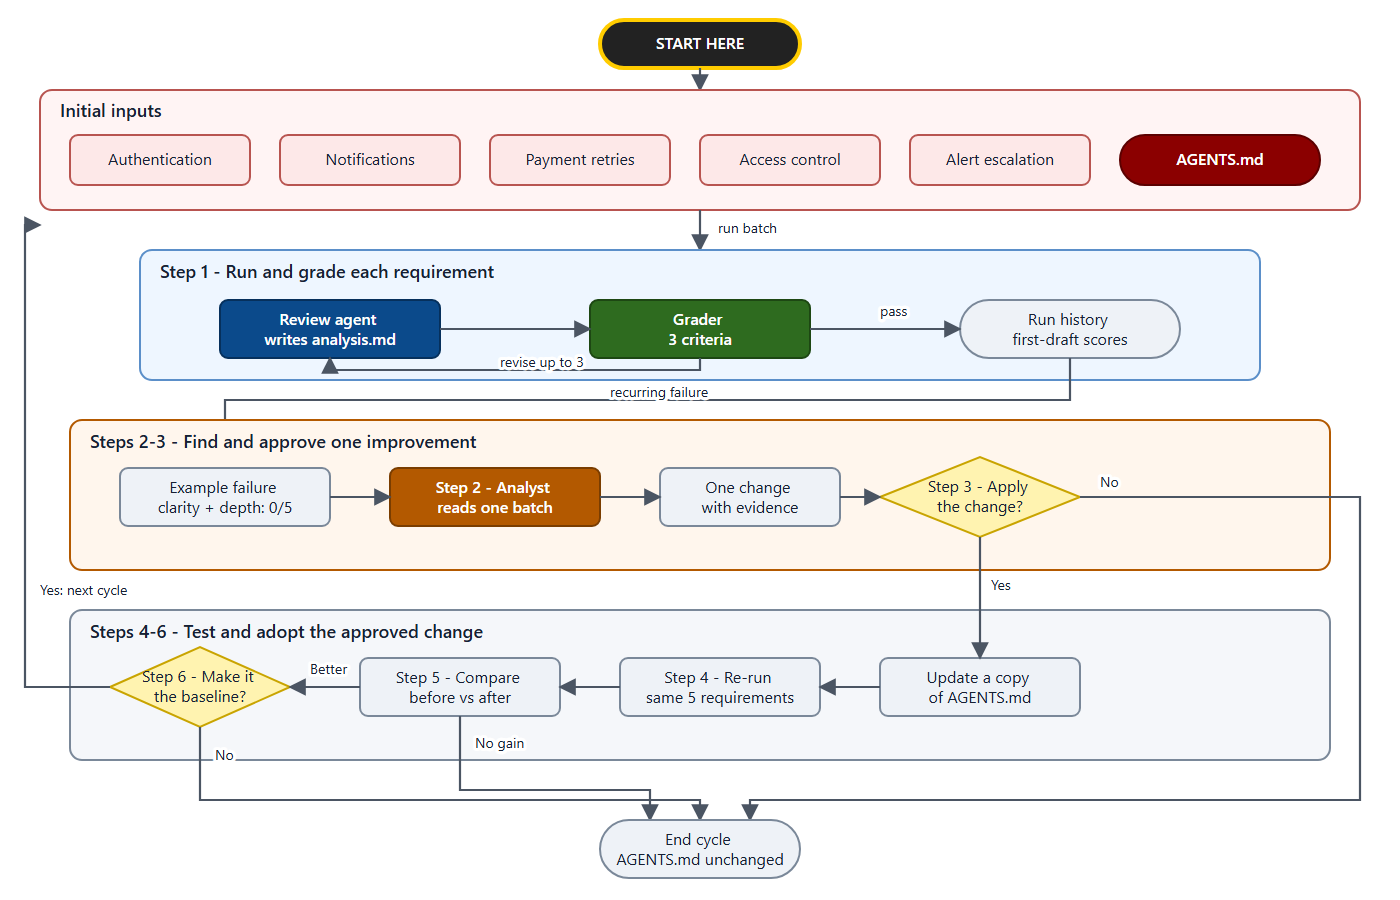 START HERE
Initial inputs
Authentication
Notifications
Payment retries
Access control
Alert escalation
AGENTS.md
run batch
Step 1 - Run and grade each requirement
Review agent
writes analysis.md
Grader
3 criteria
pass
Run history
first-draft scores
revise up to 3
recurring failure
Steps 2-3 - Find and approve one improvement
Example failure
clarity + depth: 0/5
Step 2 - Analyst
reads one batch
One change
with evidence
Step 3 - Apply
the change?
No
Yes
Yes: next cycle
Steps 4-6 - Test and adopt the approved change
Step 6 - Make it
the baseline?
Better
Step 5 - Compare
before vs after
Step 4 - Re-run
same 5 requirements
Update a copy
of AGENTS.md
No
No gain
End cycle
AGENTS.md unchanged